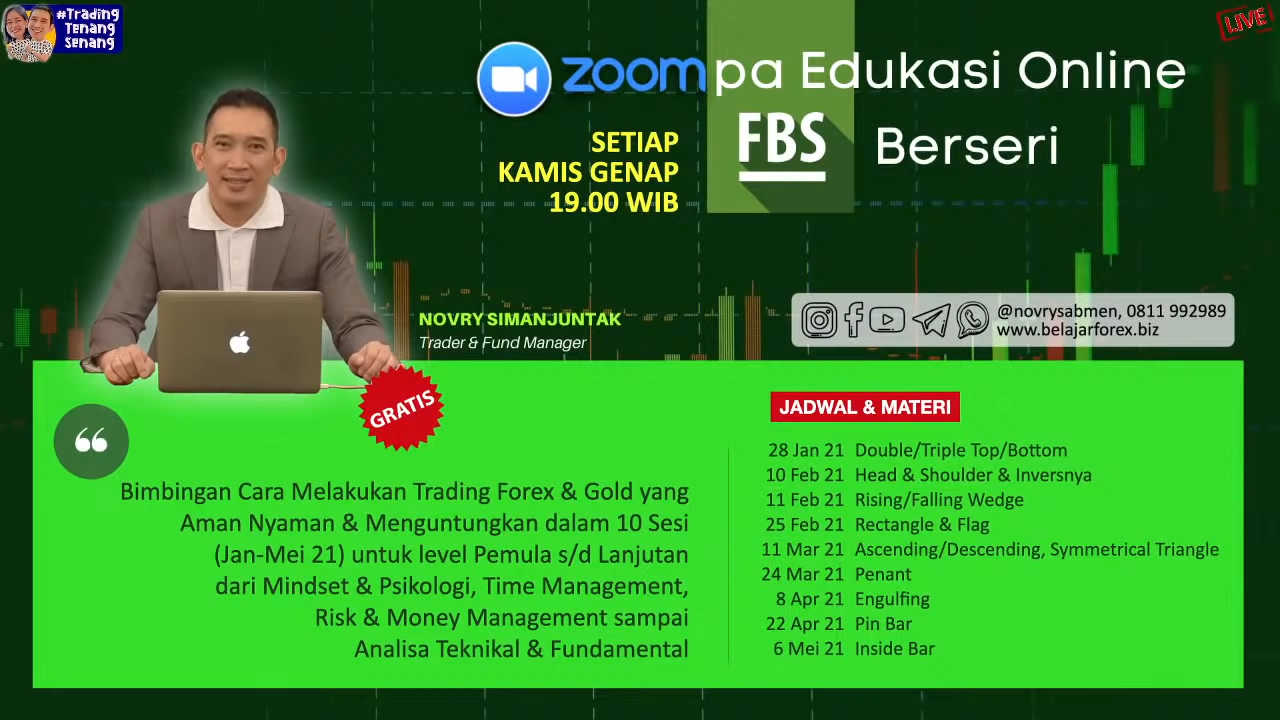 #Trading
Tenang
Senang
LIVE
zoompa Edukasi Online
FBS Berseri
SETIAP
KAMIS GENAP
19.00 WIB
NOVRY SIMANJUNTAK
Trader & Fund Manager
@novrysabmen, 0811 992989
www.belajarforex.biz
GRATIS
Bimbingan Cara Melakukan Trading Forex & Gold yang
Aman Nyaman & Menguntungkan dalam 10 Sesi
(Jan-Mei 21) untuk level Pemula s/d Lanjutan
dari Mindset & Psikologi, Time Management,
Risk & Money Management sampai
Analisa Teknikal & Fundamental
JADWAL & MATERI
28 Jan 21 Double/Triple Top/Bottom
10 Feb 21 Head & Shoulder & Inversnya
11 Feb 21 Rising/Falling Wedge
25 Feb 21 Rectangle & Flag
11 Mar 21 Ascending/Descending, Symmetrical Triangle
24 Mar 21 Penant
8 Apr 21 Engulfing
22 Apr 21 Pin Bar
6 Mei 21 Inside Bar